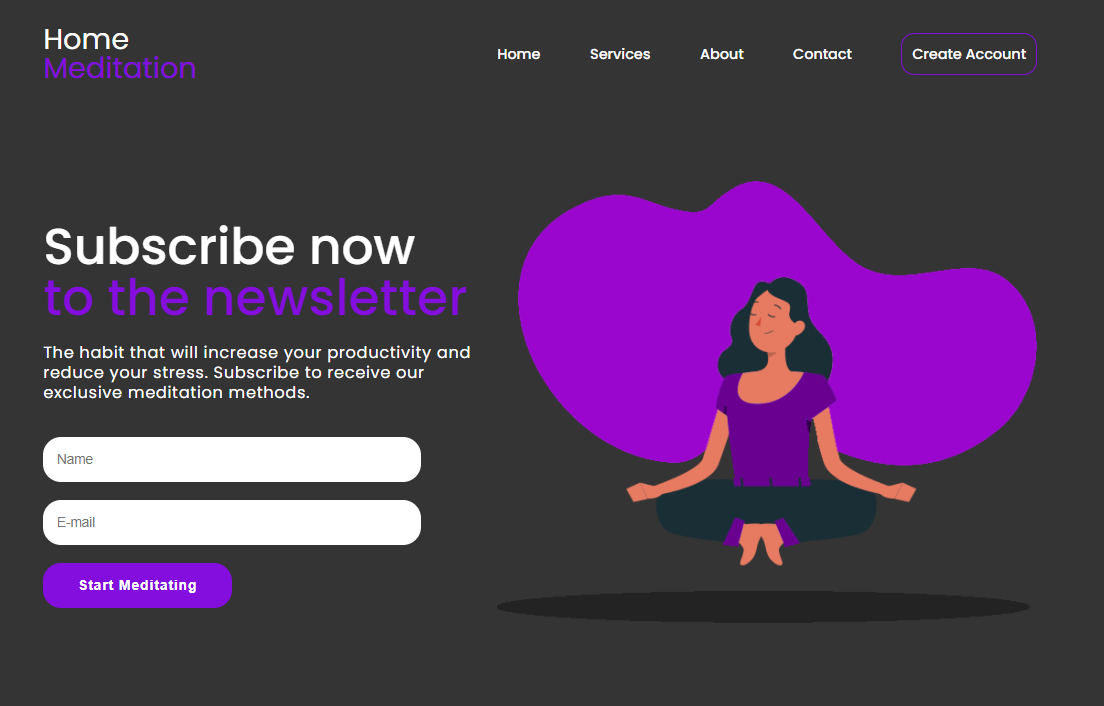 Home
Meditation
Home
Services
About
Contact
Create Account
Subscribe now
to the newsletter
The habit that will increase your productivity and
reduce your stress. Subscribe to receive our
exclusive meditation methods.
Name
E-mail
Start Meditating